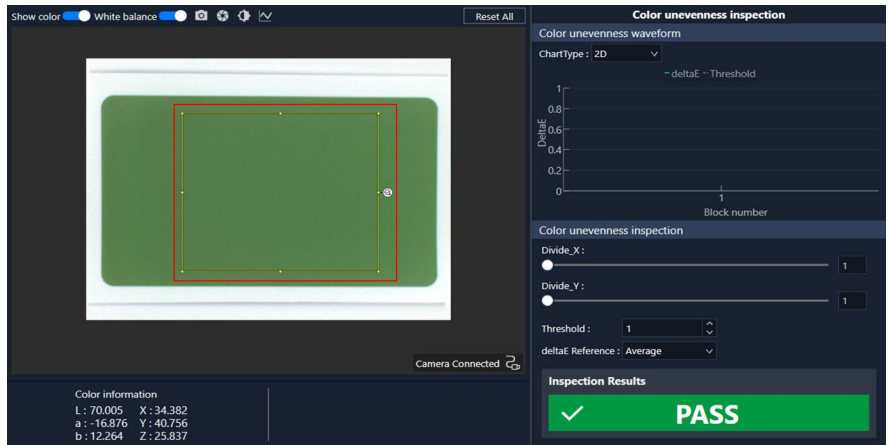 Show color White balance Reset All
Camera Connected
Color information
L : 70.005 X : 34.382
a : -16.876 Y : 40.756
b : 12.264 Z : 25.837
Color unevenness inspection
Color unevenness waveform
ChartType : 2D
deltaE Threshold
1
0.8
0.6
0.4
0.2
0
DeltaE
1
Block number
Color unevenness inspection
Divide_X :
1
Divide_Y :
1
Threshold : 1
deltaE Reference : Average
Inspection Results
PASS